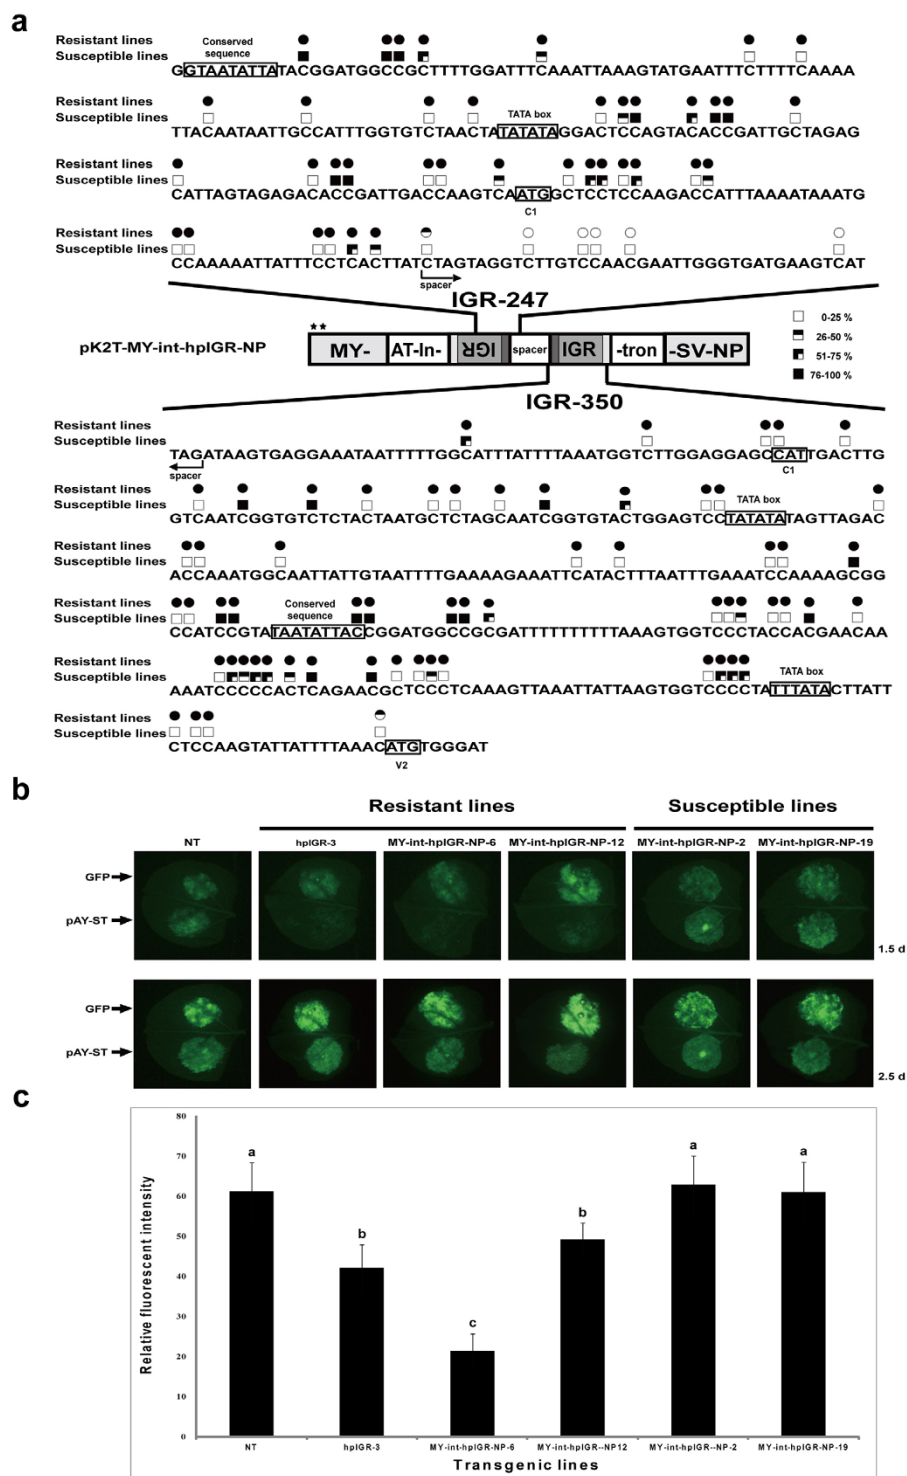 a
Resistant lines
Susceptible lines
Conserved sequence
GGTAATATTATACGGATGGCCGCTTTTGGATTTCAAATTAAAGTATGAATTTCTTTTCAAAA
Resistant lines
Susceptible lines
TATA box
TTACAATAATTGCCATTTGGTGTCTAACTATATATAGGACTCCAGTACACCGATTGCTAGAG
Resistant lines
Susceptible lines
CATTAGTAGAGACACCGATTGACCAAGTCAATGGCTCCTCCAAGACCATTTAAAATAAATG
C1
Resistant lines
Susceptible lines
CCAAAAATTATTTCCTCACTTATCTAGTAGGTCTTGTCCAACGAATTGGGTGATGAAGTCAT
spacer
IGR-247
pK2T-MY-int-hpIGR-NP
★★
MY-
AT-In-
IGR
spacer
IGR
-tron
-SV-NP
0-25 %
26-50 %
51-75 %
76-100 %
IGR-350
Resistant lines
Susceptible lines
TAGATAAGTGAGGAAATAATTTTTGGCATTTATTTTAAATGGTCTTGGAGGAGCCATTGACTTG
spacer
C1
Resistant lines
Susceptible lines
TATA box
GTCAATCGGTGTCTCTACTAATGCTCTAGCAATCGGTGTACTGGAGTCCTATATATAGTTAGAC
Resistant lines
Susceptible lines
ACCAAATGGCAATTATTGTAATTTTGAAAAGAAATTCATACTTTAATTTGAAATCCAAAAGCGG
Resistant lines
Susceptible lines
Conserved sequence
CCATCCGTATAATATTACCGGATGGCCGCGATTTTTTTTTTAAAGTGGTCCCTACCACGAACAA
Resistant lines
Susceptible lines
TATA box
AAATCCCCCACTCAGAACGCTCCCTCAAAGTTAAATTATTAAGTGGTCCCCTATTTATACTTATT
Resistant lines
Susceptible lines
CTCCAAGTATTATTTTAAACATGTGGGAT
V2
b
Resistant lines
Susceptible lines
NT
hpIGR-3
MY-int-hpIGR-NP-6
MY-int-hpIGR-NP-12
MY-int-hpIGR-NP-2
MY-int-hpIGR-NP-19
GFP
pAY-ST
1.5 d
GFP
pAY-ST
2.5 d
c
Relative fluorescent intensity
80
70
60
50
40
30
20
10
0
a
b
c
b
a
a
NT
hpIGR-3
MY-int-hpIGR-NP-6
MY-int-hpIGR--NP12
MY-int-hpIGR--NP-2
MY-int-hpIGR-NP-19
Transgenic lines